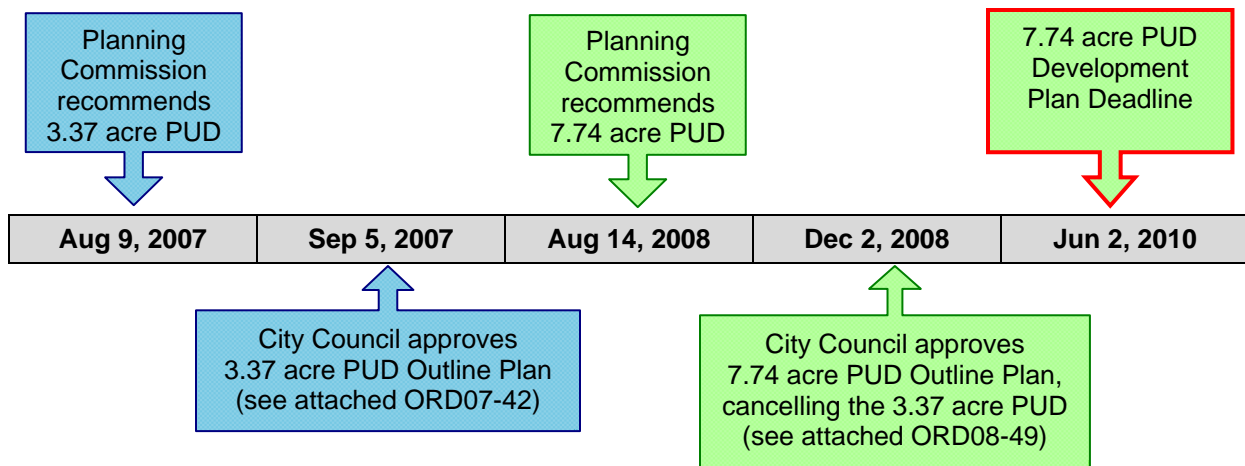 Planning
Commission
recommends
3.37 acre PUD
Planning
Commission
recommends
7.74 acre PUD
7.74 acre PUD
Development
Plan Deadline
Aug 9, 2007
Sep 5, 2007
Aug 14, 2008
Dec 2, 2008
Jun 2, 2010
City Council approves
3.37 acre PUD Outline Plan
(see attached ORD07-42)
City Council approves
7.74 acre PUD Outline Plan,
cancelling the 3.37 acre PUD
(see attached ORD08-49)